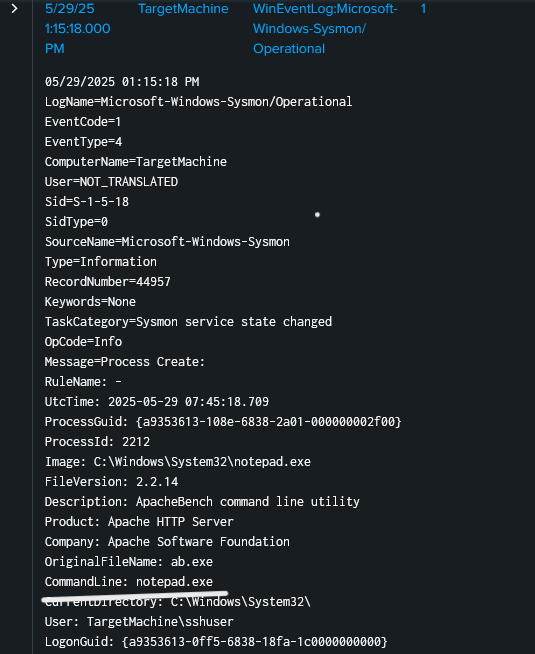 5/29/25 TargetMachine WinEventLog:Microsoft- 1
1:15:18.000 Windows-Sysmon/
PM Operational
05/29/2025 01:15:18 PM
LogName=Microsoft-Windows-Sysmon/Operational
EventCode=1
EventType=4
ComputerName=TargetMachine
User=NOT_TRANSLATED
Sid=S-1-5-18
SidType=0
SourceName=Microsoft-Windows-Sysmon
Type=Information
RecordNumber=44957
Keywords=None
TaskCategory=Sysmon service state changed
OpCode=Info
Message=Process Create:
RuleName: -
UtcTime: 2025-05-29 07:45:18.709
ProcessGuid: {a9353613-108e-6838-2a01-000000002f00}
ProcessId: 2212
Image: C:\Windows\System32\notepad.exe
FileVersion: 2.2.14
Description: ApacheBench command line utility
Product: Apache HTTP Server
Company: Apache Software Foundation
OriginalFileName: ab.exe
CommandLine: notepad.exe
CurrentDirectory: C:\Windows\System32\
User: TargetMachine\sshuser
LogonGuid: {a9353613-0ff5-6838-18fa-1c0000000000}